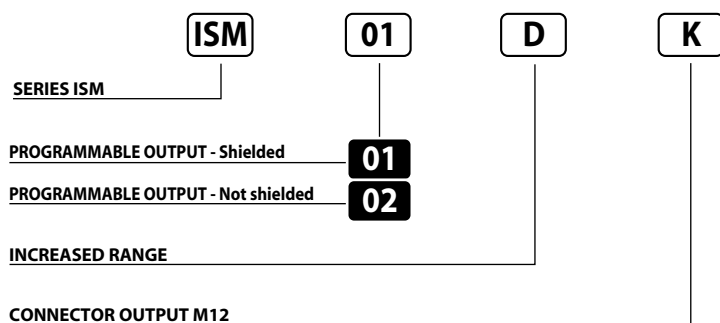 ISM 01 D K
SERIES ISM
PROGRAMMABLE OUTPUT - Shielded 01
PROGRAMMABLE OUTPUT - Not shielded 02
INCREASED RANGE
CONNECTOR OUTPUT M12